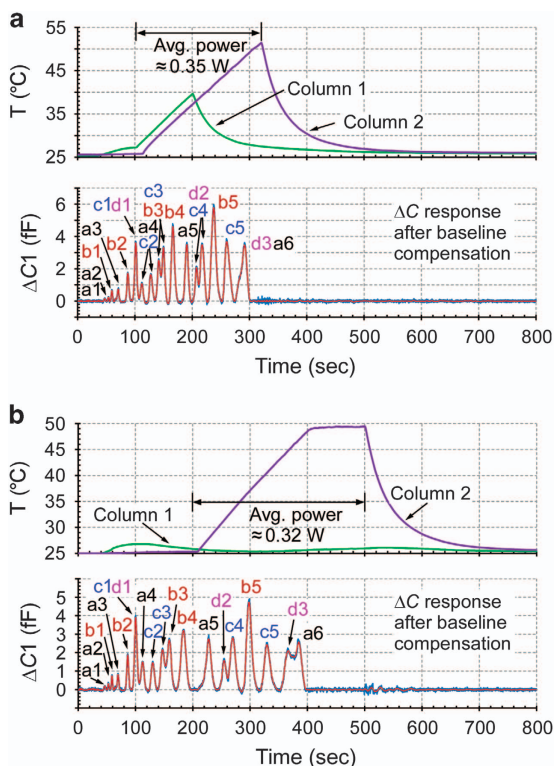 a
55
45
35
25
T (°C)
Avg. power
≈ 0.35 W
Column 1
Column 2
6
4
2
0
ΔC1 (fF)
a1
a2
b1
a3
b2
c1d1
c2
a4
c3
b3
b4
a5
c4
d2
b5
c5
d3
a6
ΔC response
after baseline
compensation
0 100 200 300 400 500 600 700 800
Time (sec)
b
50
45
40
35
30
25
T (°C)
Column 1
Avg. power
≈ 0.32 W
Column 2
5
4
3
2
1
0
ΔC1 (fF)
a1
a2
b1
a3
b2
c1d1
a4
c2
c3
b3
b4
a5
d2
c4
b5
c5
d3
a6
ΔC response
after baseline
compensation
0 100 200 300 400 500 600 700 800
Time (sec)